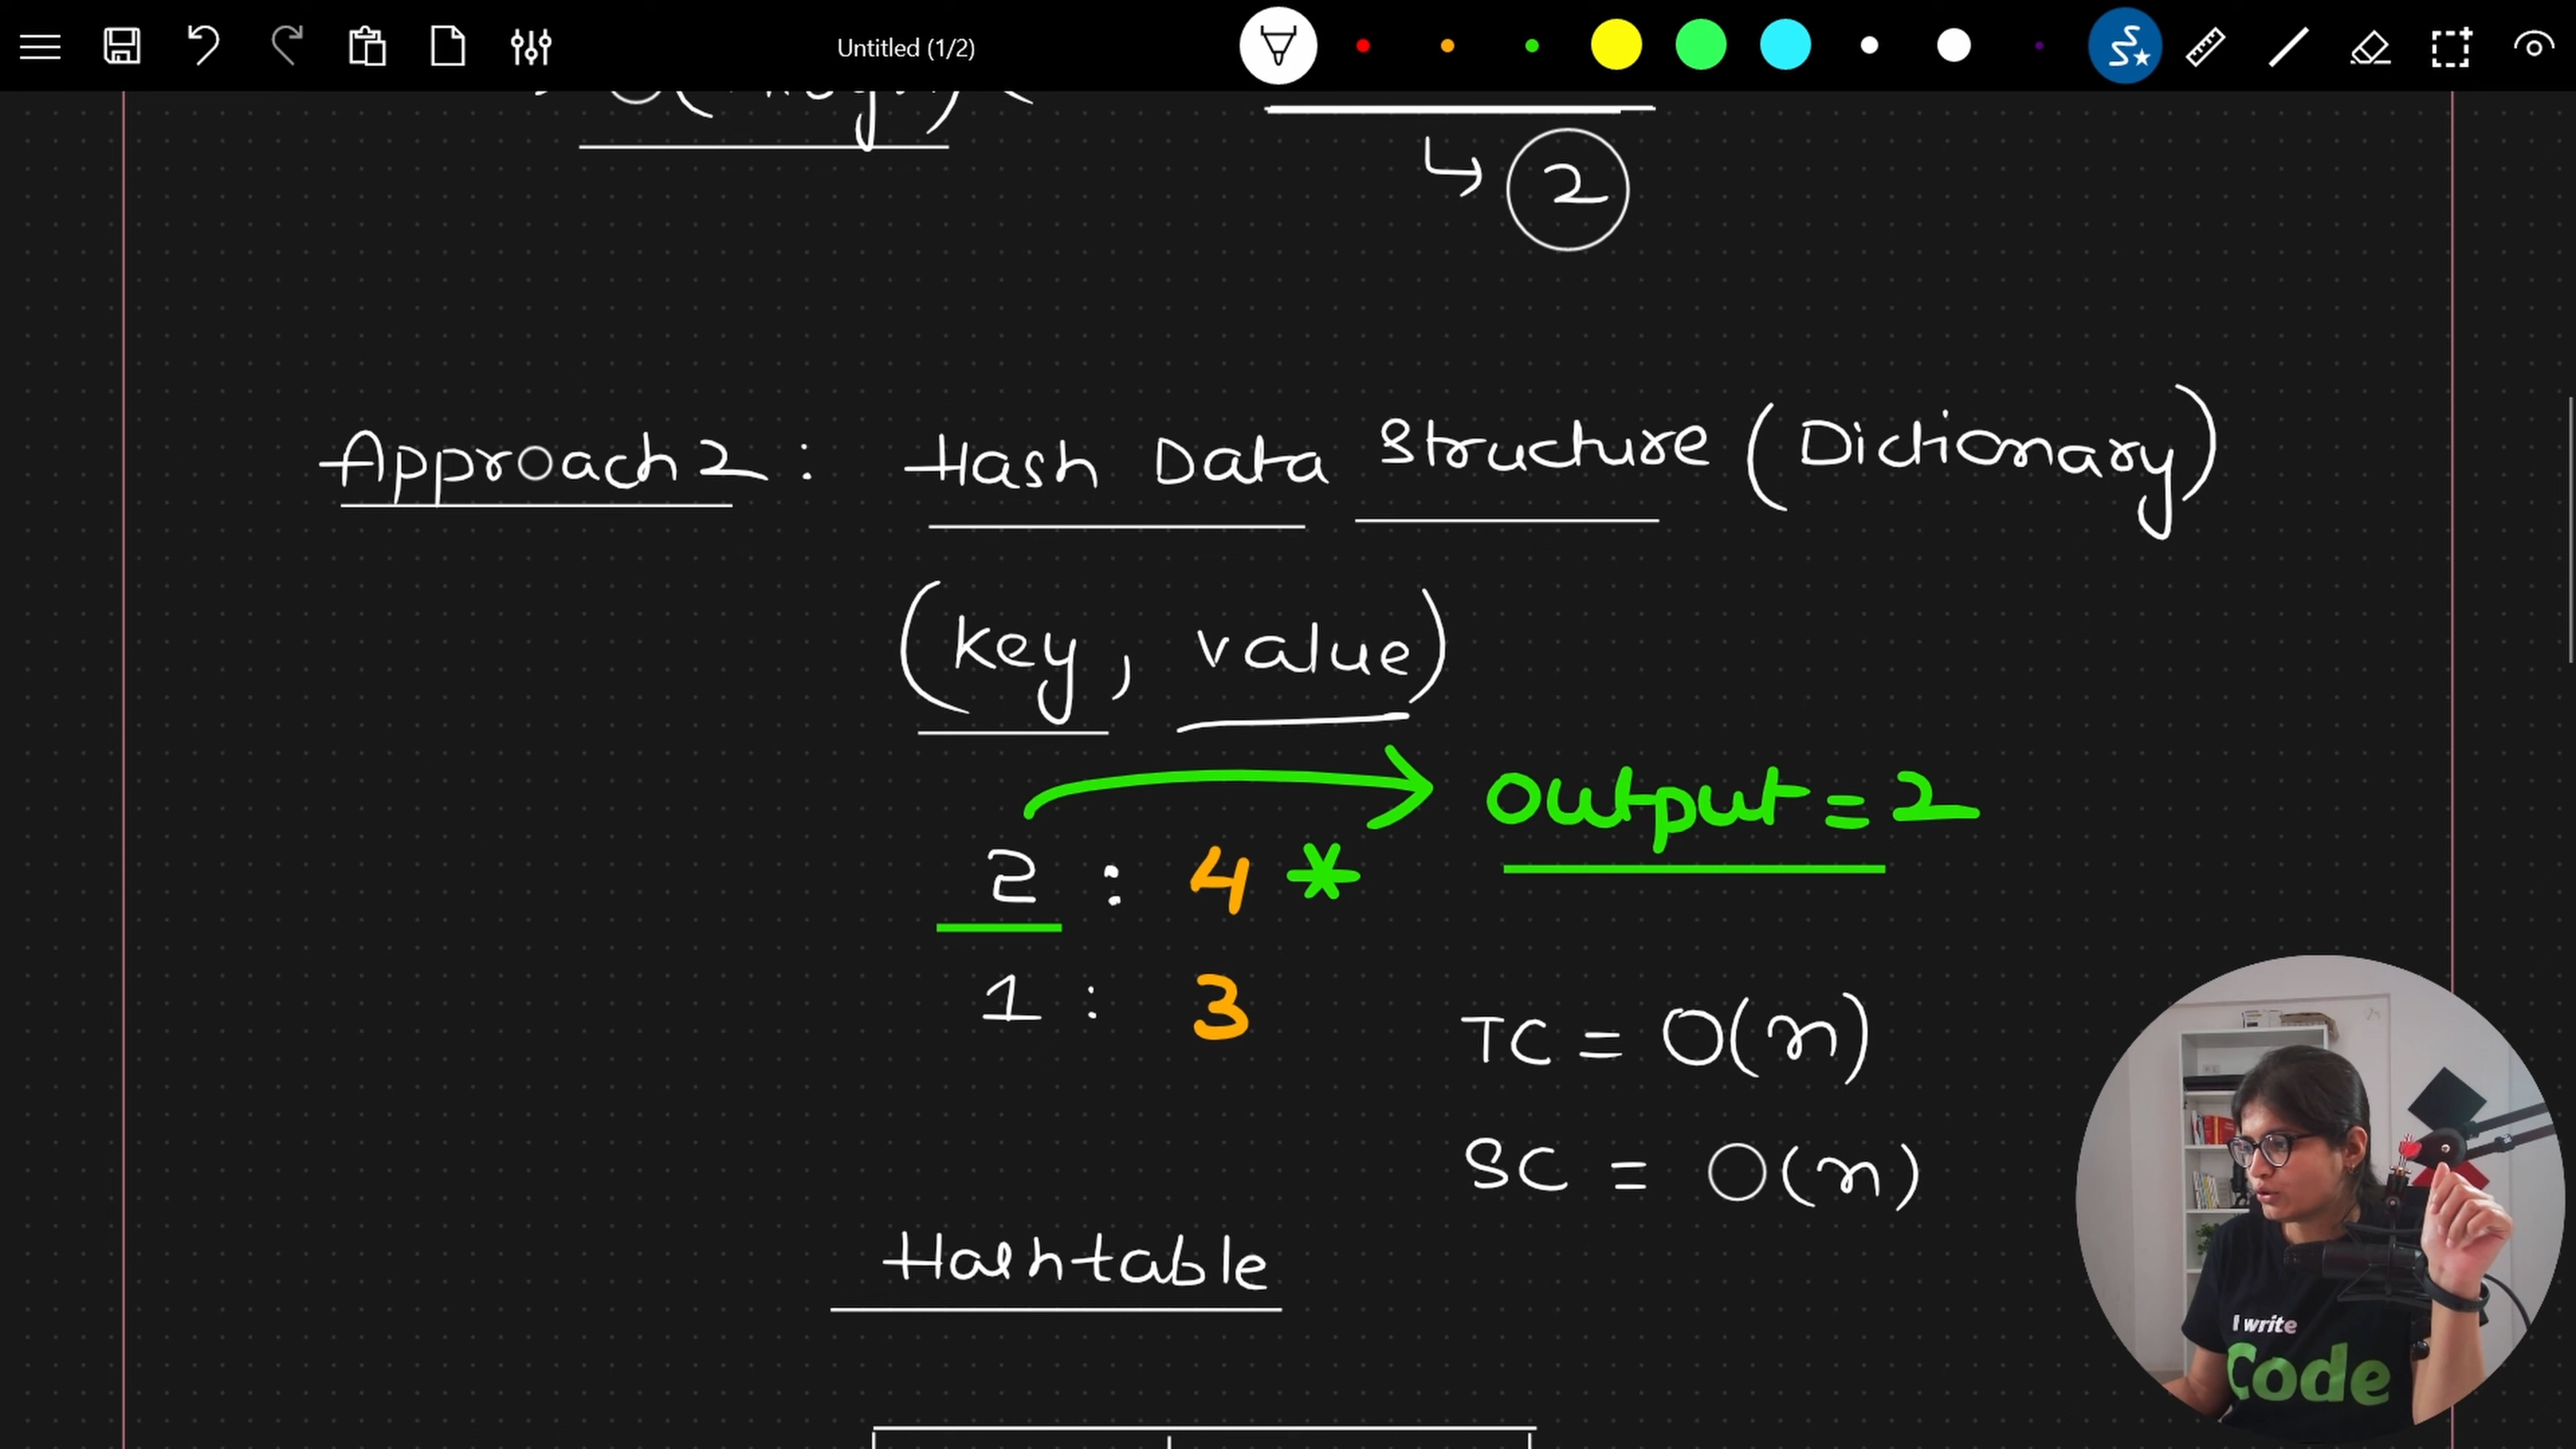 Untitled (1/2)
2
Approach 2 : Hash Data Structure (Dictionary)
(key, value)
output = 2
2 : 4 *
1 : 3
TC = O(n)
SC = O(n)
Hashtable
I write
Code